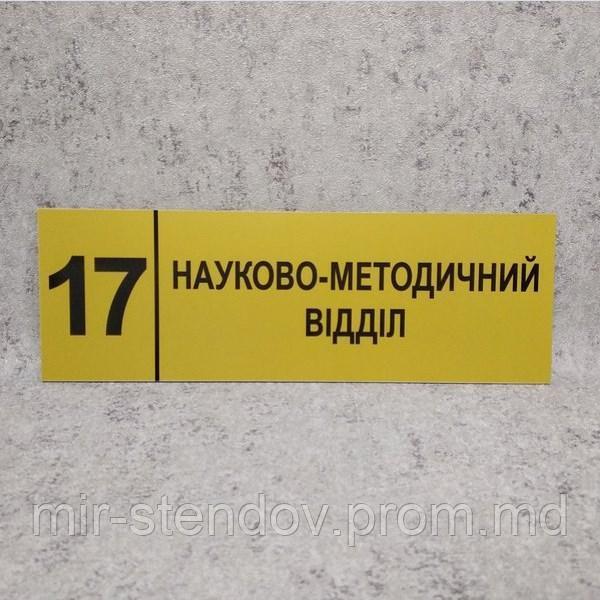 17
НАУКОВО-МЕТОДИЧНИЙ
ВІДДІЛ
mir-stendov.prom.md